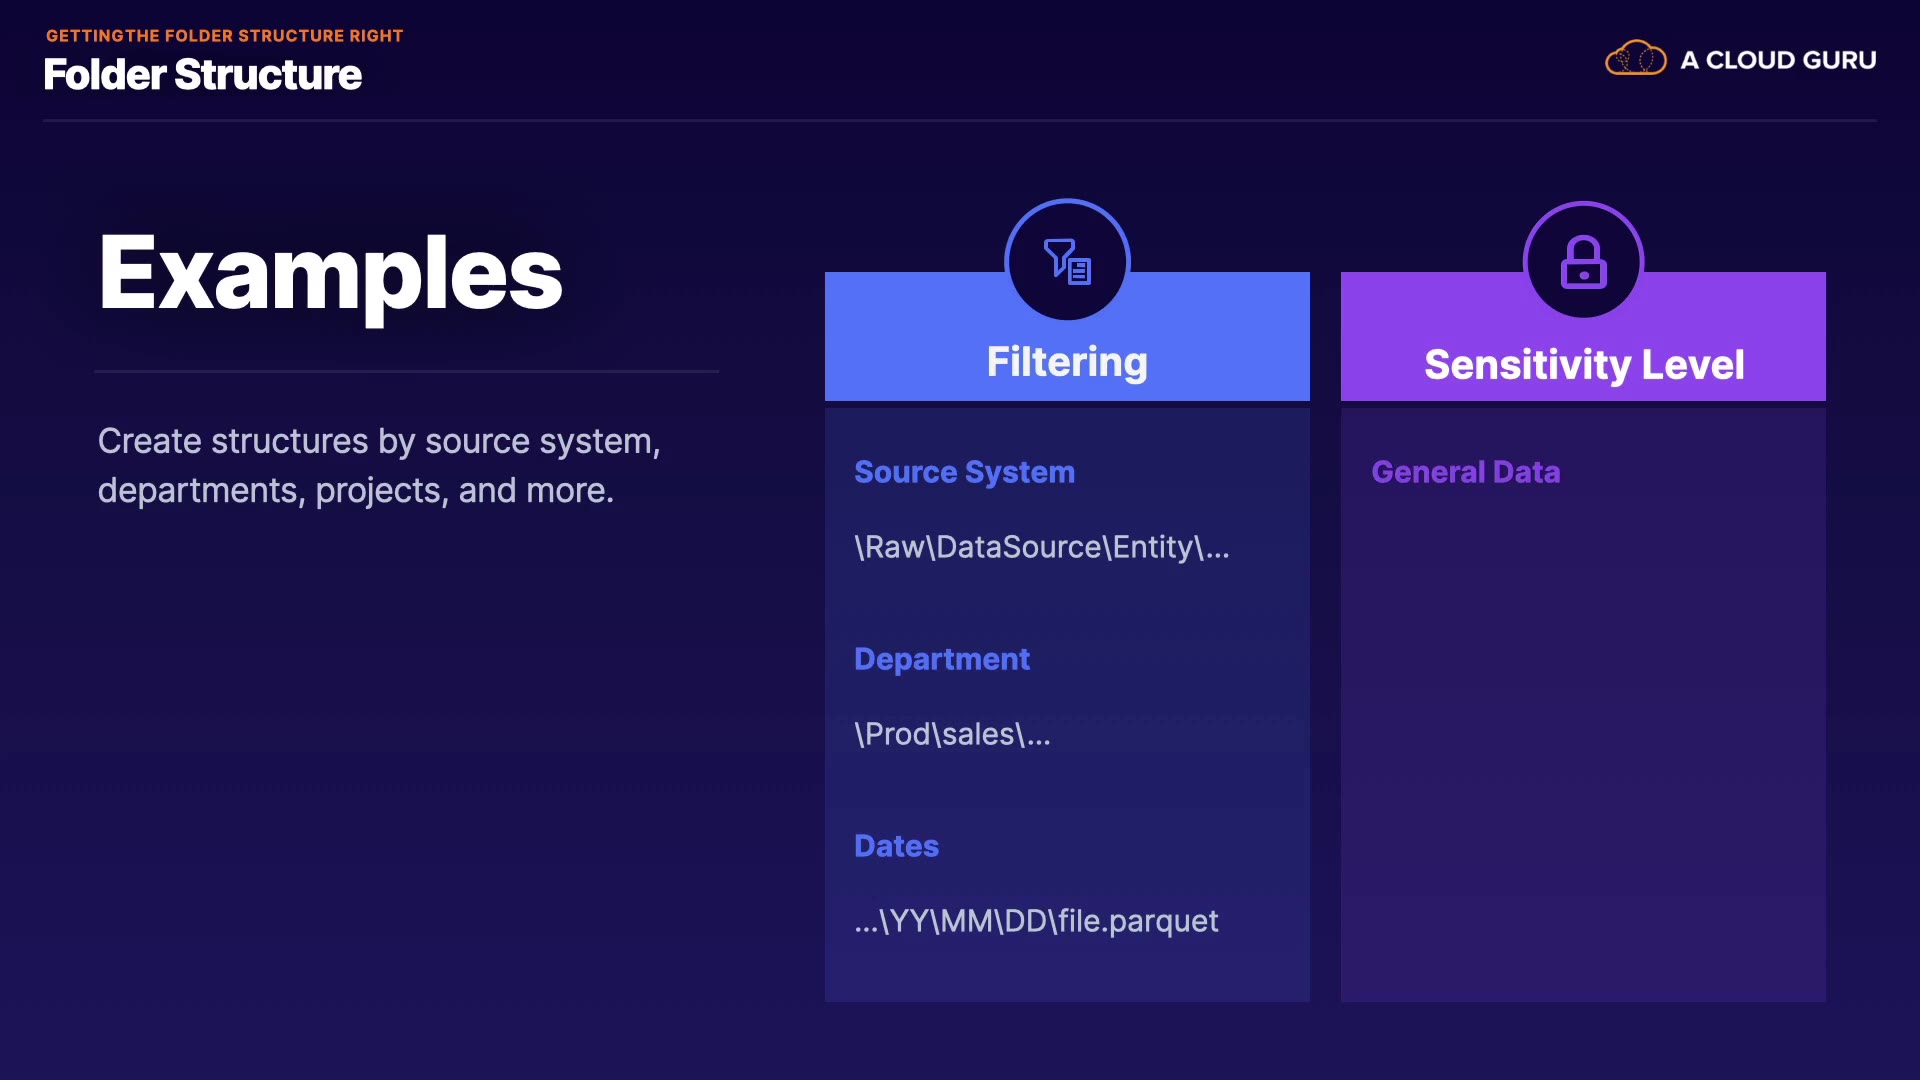 GETTINGTHE FOLDER STRUCTURE RIGHT
Folder Structure
A CLOUD GURU
Examples
Create structures by source system,
departments, projects, and more.
Filtering
Source System
\Raw\DataSource\Entity\...
Department
\Prod\sales\...
Dates
...\YY\MM\DD\file.parquet
Sensitivity Level
General Data